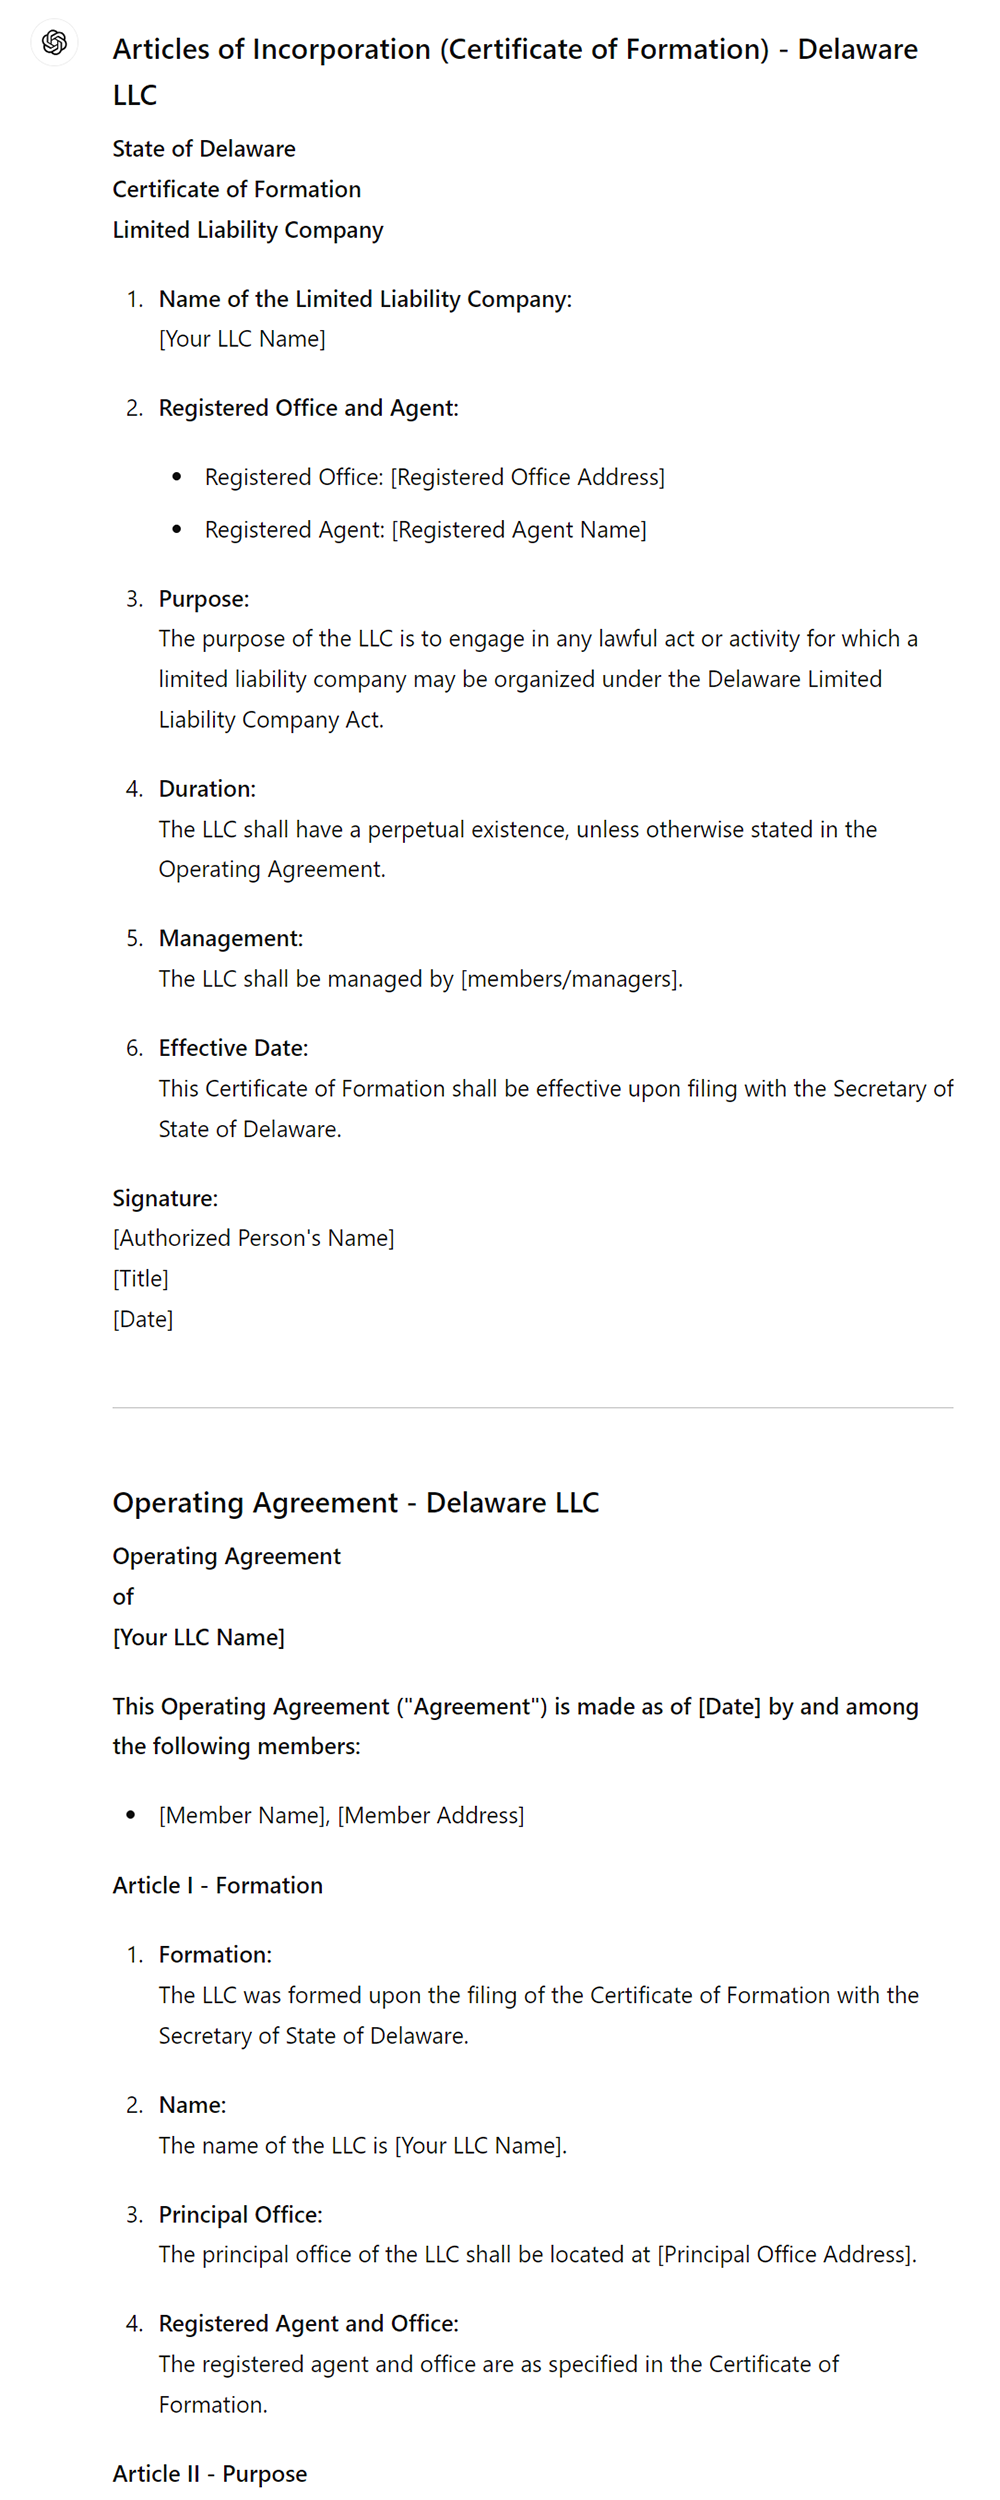 Articles of Incorporation (Certificate of Formation) - Delaware
LLC
State of Delaware
Certificate of Formation
Limited Liability Company
1. Name of the Limited Liability Company:
[Your LLC Name]
2. Registered Office and Agent:
• Registered Office: [Registered Office Address]
• Registered Agent: [Registered Agent Name]
3. Purpose:
The purpose of the LLC is to engage in any lawful act or activity for which a
limited liability company may be organized under the Delaware Limited
Liability Company Act.
4. Duration:
The LLC shall have a perpetual existence, unless otherwise stated in the
Operating Agreement.
5. Management:
The LLC shall be managed by [members/managers].
6. Effective Date:
This Certificate of Formation shall be effective upon filing with the Secretary of
State of Delaware.
Signature:
[Authorized Person's Name]
[Title]
[Date]
Operating Agreement - Delaware LLC
Operating Agreement
of
[Your LLC Name]
This Operating Agreement ("Agreement") is made as of [Date] by and among
the following members:
• [Member Name], [Member Address]
Article I - Formation
1. Formation:
The LLC was formed upon the filing of the Certificate of Formation with the
Secretary of State of Delaware.
2. Name:
The name of the LLC is [Your LLC Name].
3. Principal Office:
The principal office of the LLC shall be located at [Principal Office Address].
4. Registered Agent and Office:
The registered agent and office are as specified in the Certificate of
Formation.
Article II - Purpose